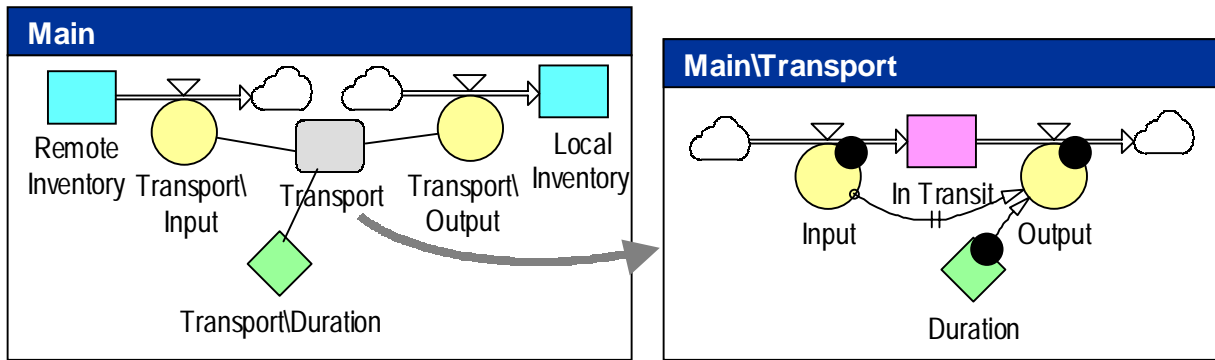 Main
Remote
Inventory
Transport\
Input
Transport
Transport\
Output
Local
Inventory
Transport\Duration
Main\Transport
Input
In Transit
Output
Duration